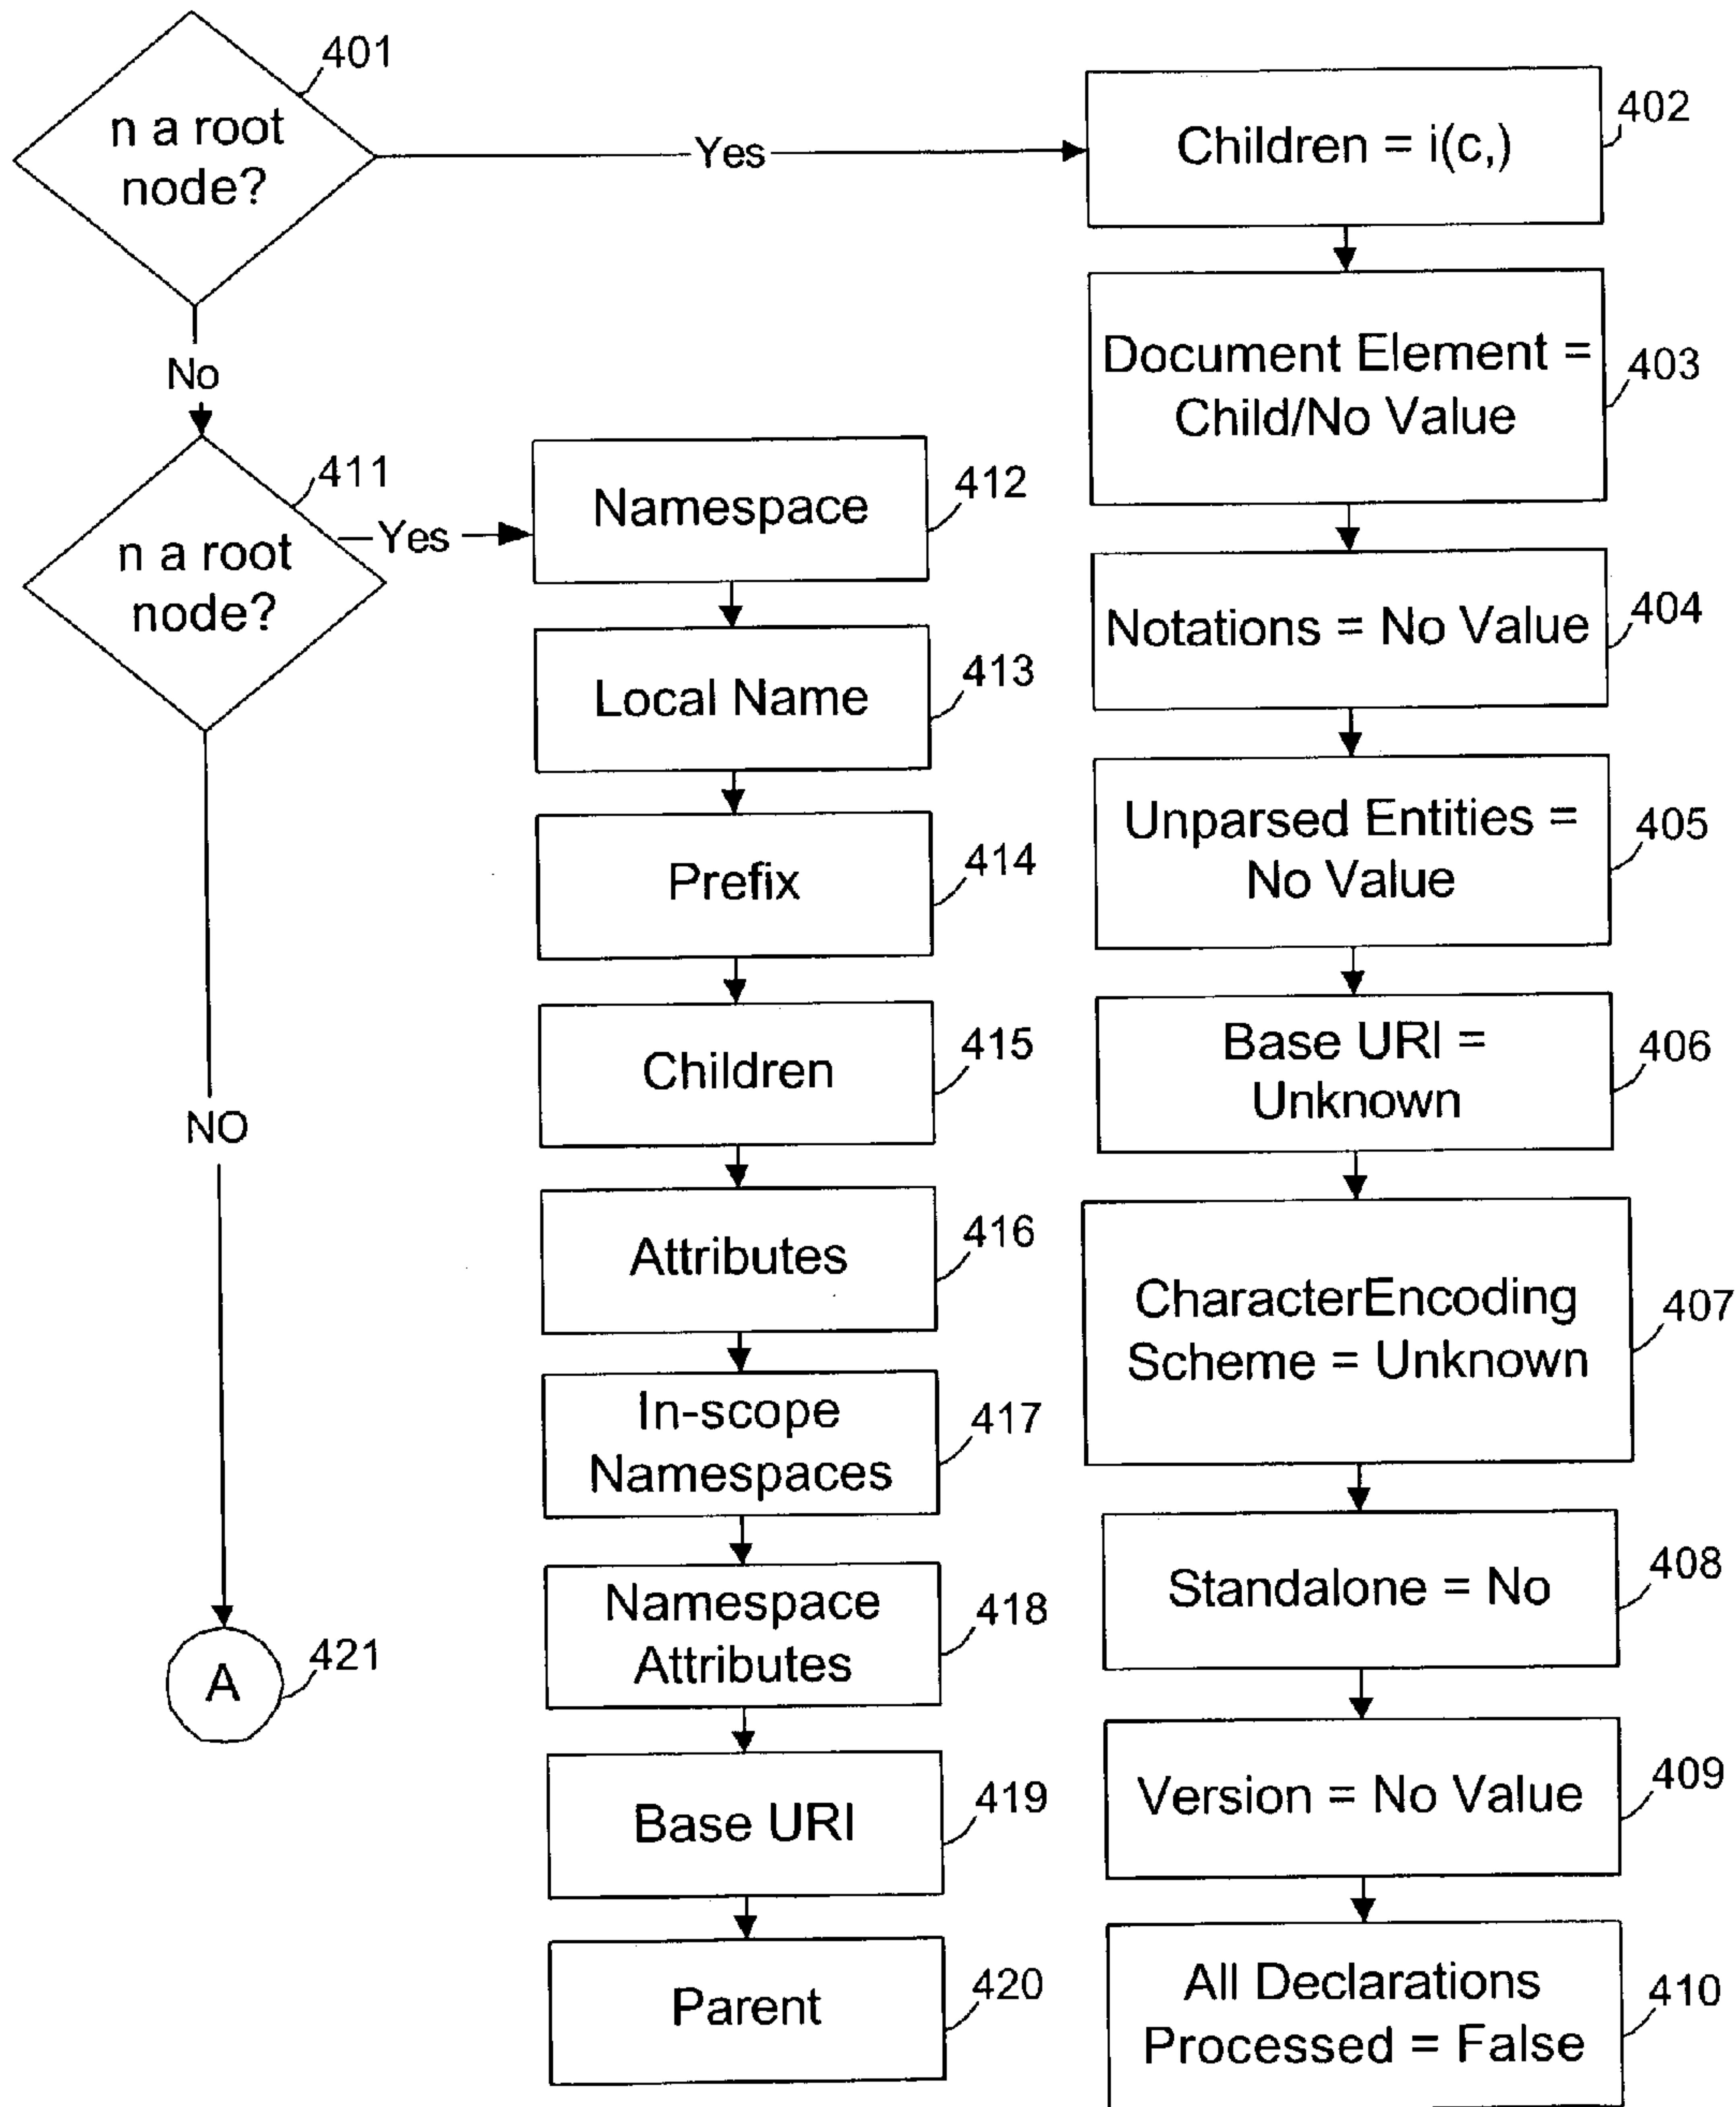 401
n a root
node?
Yes
Children = i(c,)
402
Document Element =
Child/No Value
403
No
411
n a root
node?
Yes
Namespace
412
Notations = No Value
404
Local Name
413
Unparsed Entities =
No Value
405
Prefix
414
Base URI =
Unknown
406
Children
415
NO
Attributes
416
CharacterEncoding
Scheme = Unknown
407
In-scope
Namespaces
417
Standalone = No
408
Namespace
Attributes
418
A
421
Version = No Value
409
Base URI
419
Parent
420
All Declarations
Processed = False
410